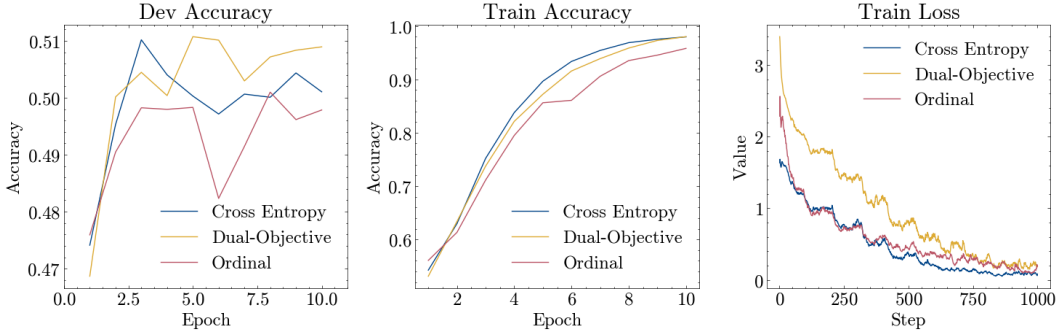 Dev Accuracy
Accuracy
0.51
0.50
0.49
0.48
0.47
Cross Entropy
Dual-Objective
Ordinal
0.0
2.5
5.0
7.5
10.0
Epoch
Train Accuracy
Accuracy
1.0
0.9
0.8
0.7
0.6
Cross Entropy
Dual-Objective
Ordinal
2
4
6
8
10
Epoch
Train Loss
Value
3
2
1
0
Cross Entropy
Dual-Objective
Ordinal
0
250
500
750
1000
Step